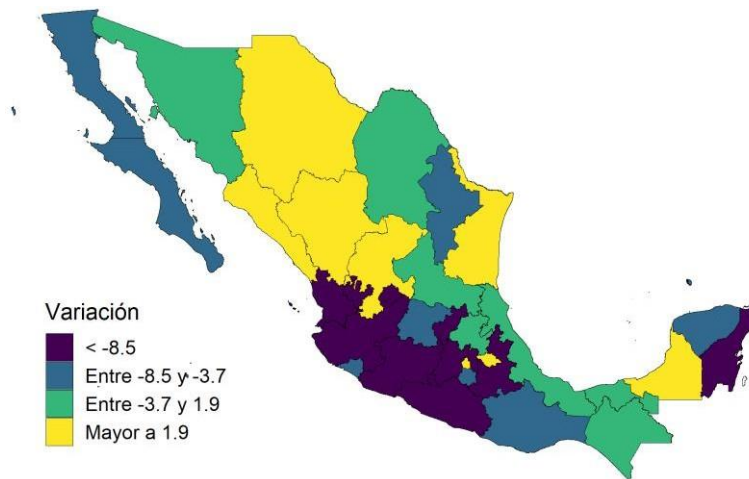 Variación
< -8.5
Entre -8.5 y -3.7
Entre -3.7 y 1.9
Mayor a 1.9